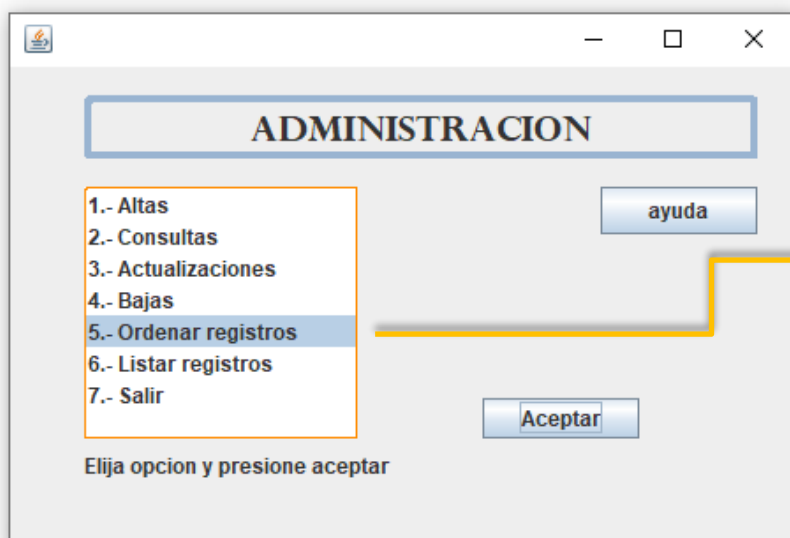 ADMINISTRACION
1.- Altas
2.- Consultas
3.- Actualizaciones
4.- Bajas
5.- Ordenar registros
6.- Listar registros
7.- Salir
ayuda
Aceptar
Elija opcion y presione aceptar